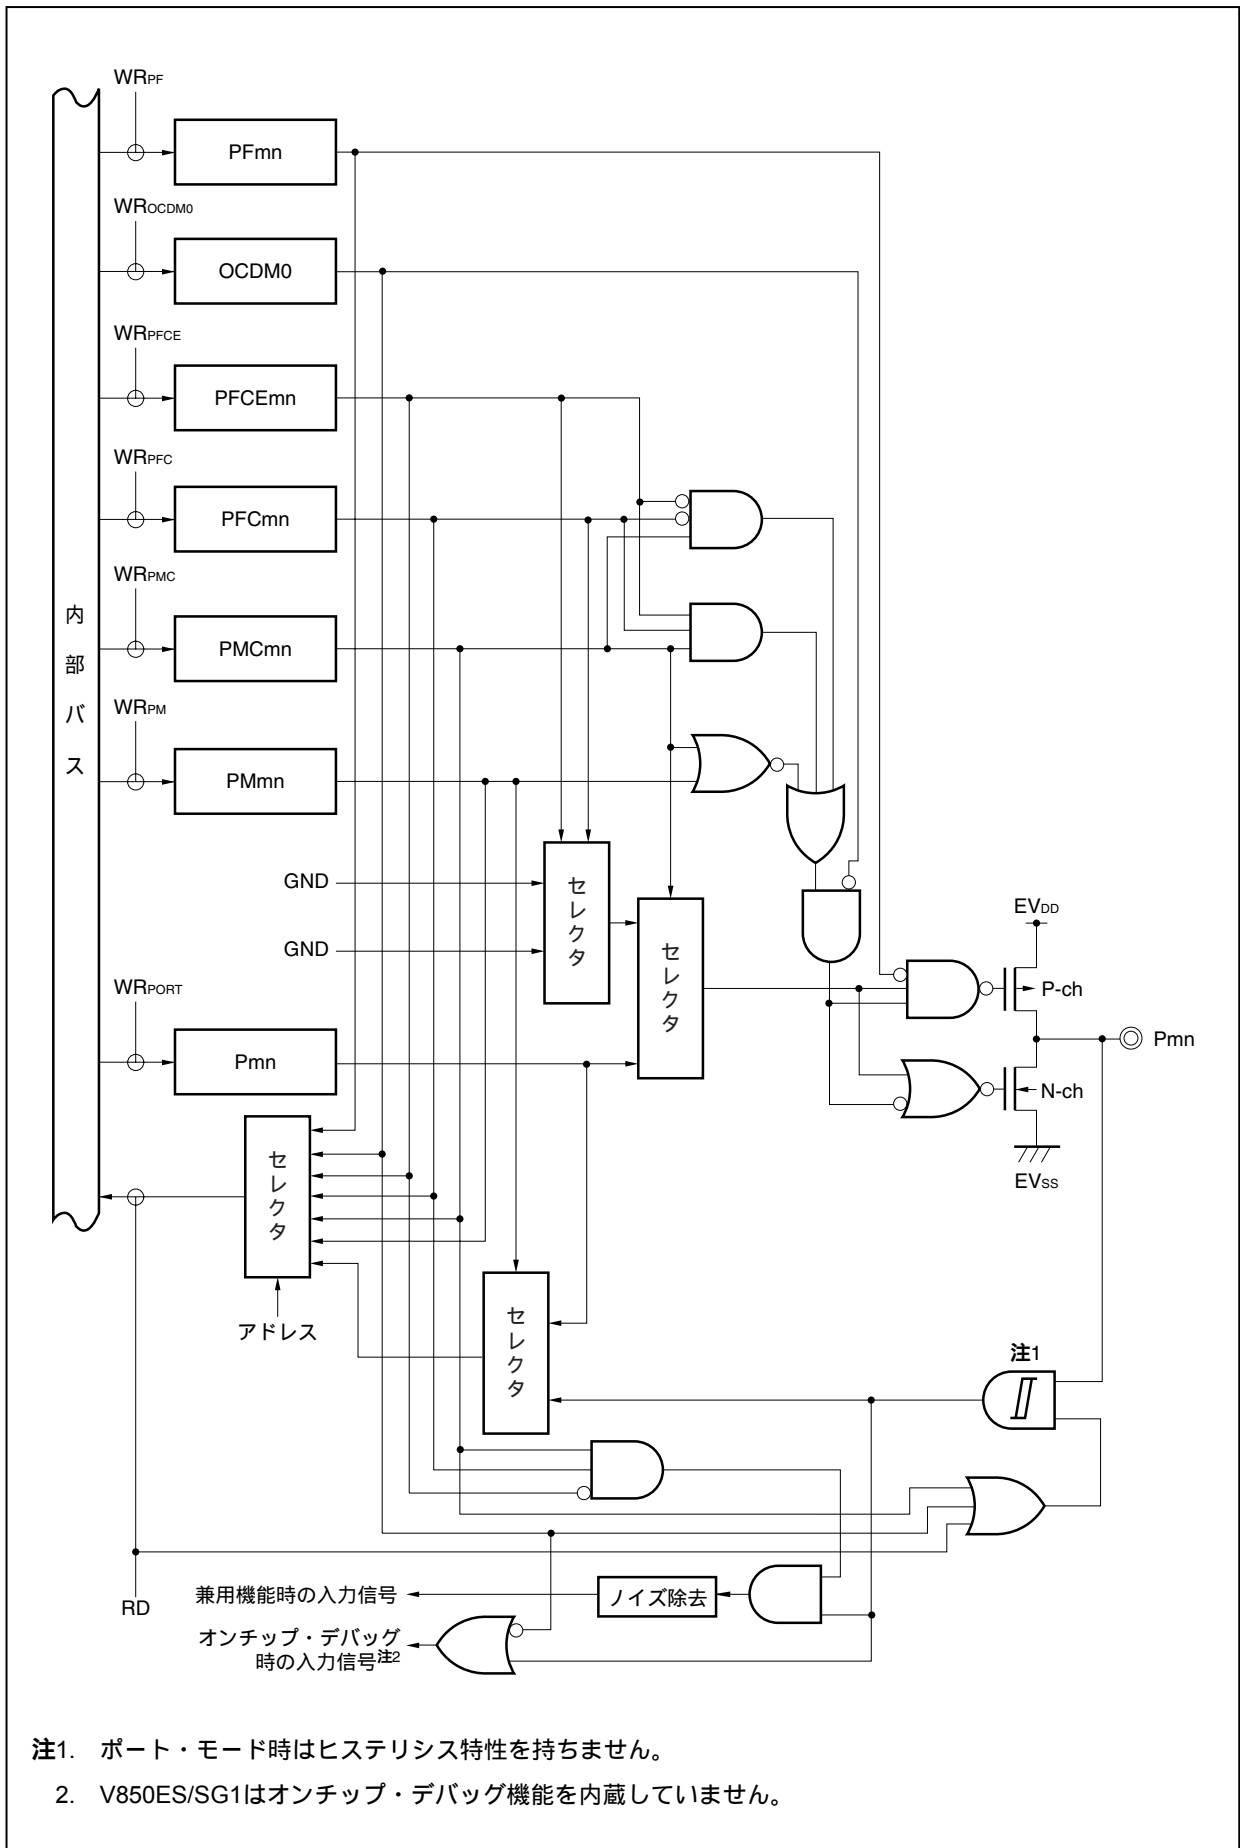 WRPF
PFmn
WROCDM0
OCDM0
WRPFCE
PFCEmn
WRPFC
PFCmn
WRPMC
PMCmn
内部バス
WRPM
PMmn
GND
セレクタ
GND
セレクタ
EVDD
P-ch
WRPORT
Pmn
Pmn
N-ch
EVSS
セレクタ
アドレス
セレクタ
注1
RD
兼用機能時の入力信号
ノイズ除去
オンチップ・デバッグ
時の入力信号注2
注1. ポート・モード時はヒステリシス特性を持ちません。
2. V850ES/SG1はオンチップ・デバッグ機能を内蔵していません。